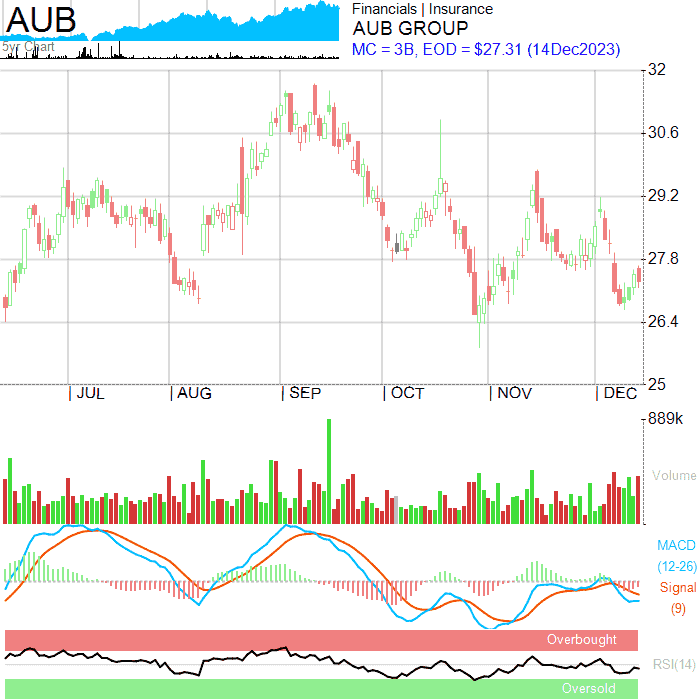 AUB
5yr Chart
Financials | Insurance
AUB GROUP
MC = 3B, EOD = $27.31 (14Dec2023)
32
30.6
29.2
27.8
26.4
25
JUL
AUG
SEP
OCT
NOV
DEC
889k
Volume
MACD
(12-26)
Signal
(9)
Overbought
RSI(14)
Oversold